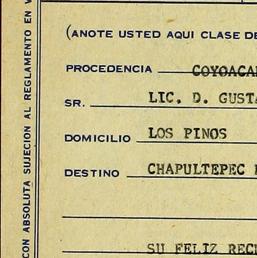 CON ABSOLUTA SUJECION AL REGLAMENTO EN V
(ANOTE USTED AQUI CLASE DE
PROCEDENCIA COYOACA
SR. LIC. D. GUSTA
DOMICILIO LOS PINOS
DESTINO CHAPULTEPEC
SU FELIZ REC